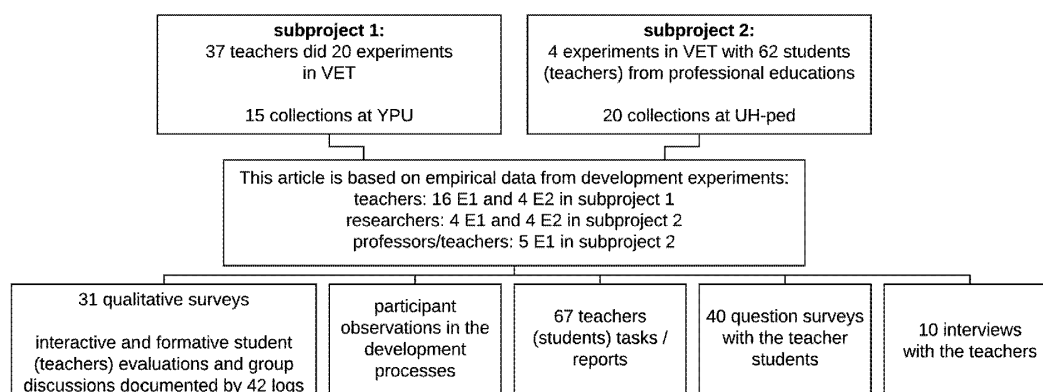 subproject 1:
37 teachers did 20 experiments
in VET
15 collections at YPU
subproject 2:
4 experiments in VET with 62 students
(teachers) from professional educations
20 collections at UH-ped
This article is based on empirical data from development experiments:
teachers: 16 E1 and 4 E2 in subproject 1
researchers: 4 E1 and 4 E2 in subproject 2
professors/teachers: 5 E1 in subproject 2
31 qualitative surveys
interactive and formative student
(teachers) evaluations and group
discussions documented by 42 logs
participant
observations in the
development
processes
67 teachers
(students) tasks /
reports
40 question surveys
with the teacher
students
10 interviews
with the teachers